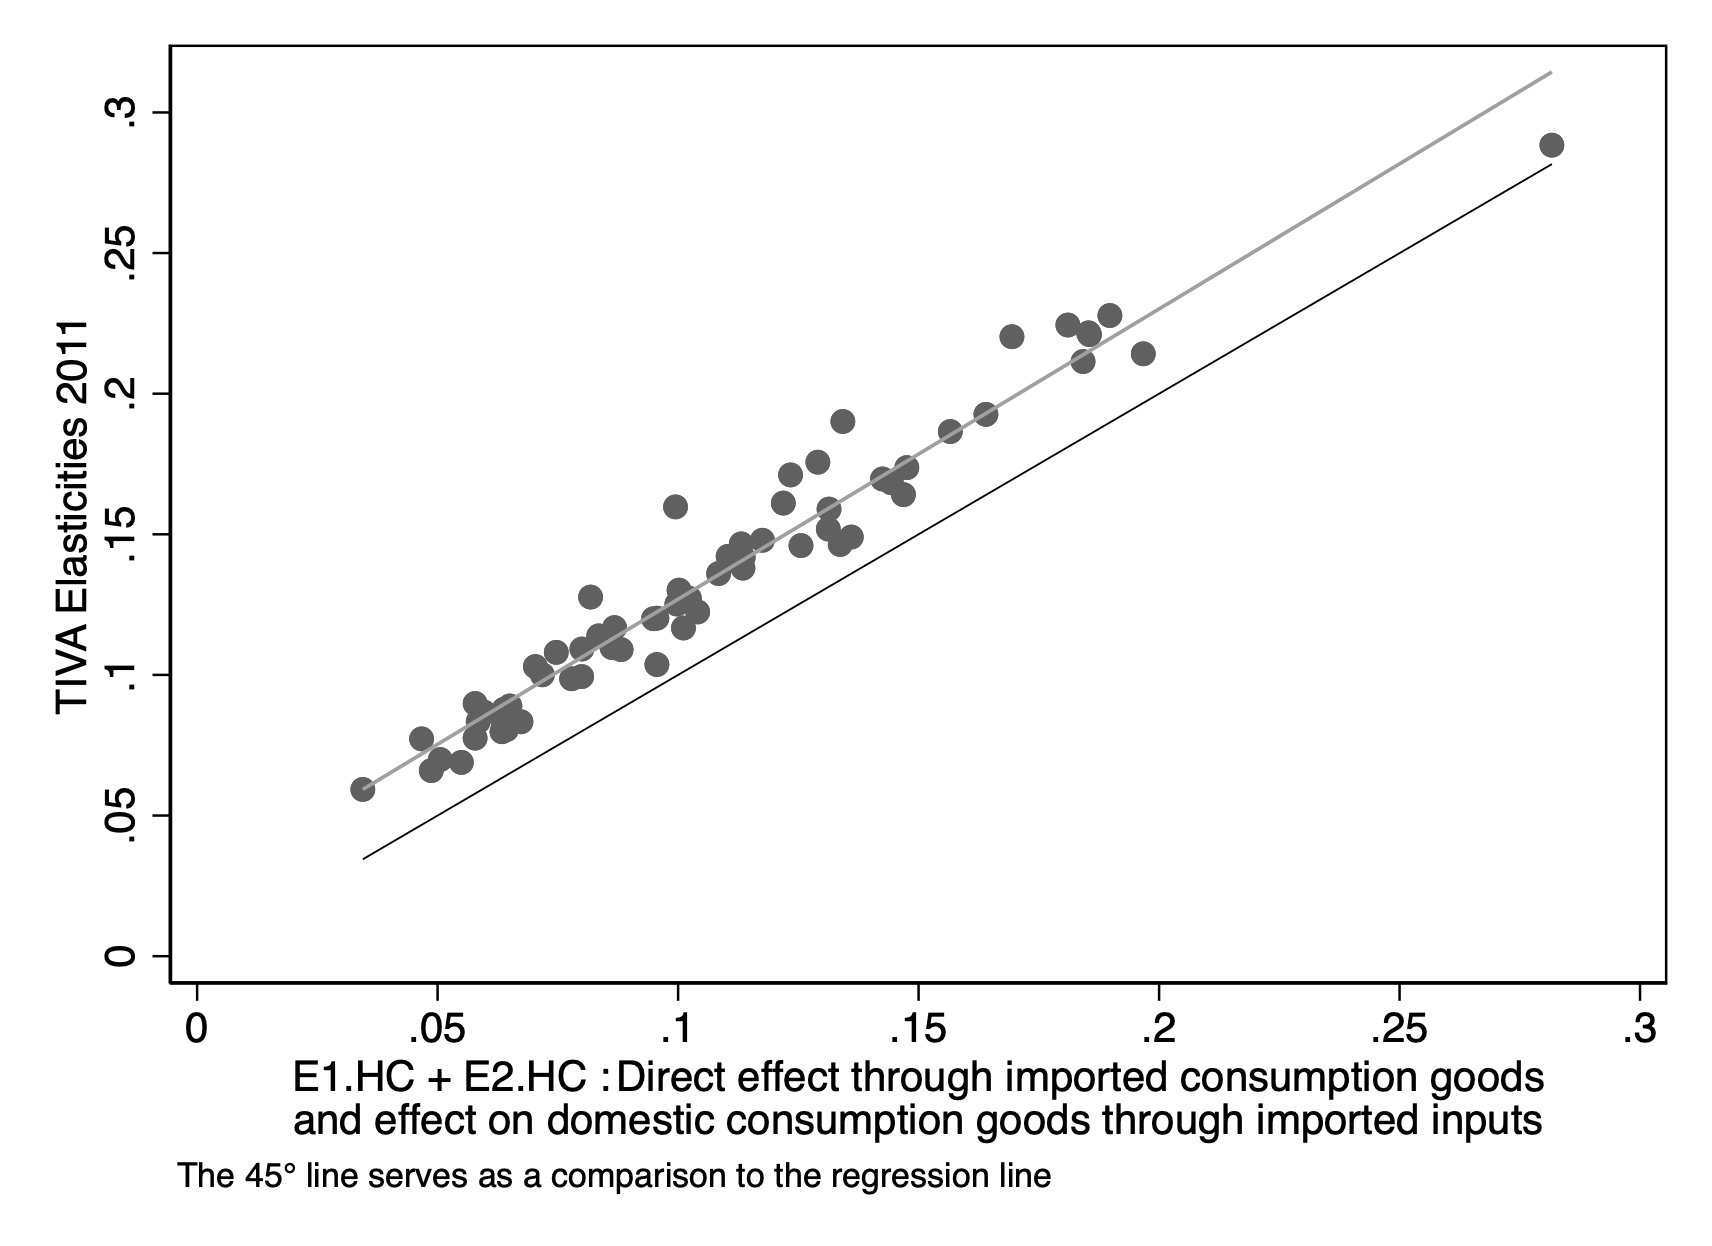 .3
.25
.2
.15
.1
.05
0
TIVA Elasticities 2011
0 .05 .1 .15 .2 .25 .3
E1.HC + E2.HC : Direct effect through imported consumption goods
and effect on domestic consumption goods through imported inputs
The 45° line serves as a comparison to the regression line